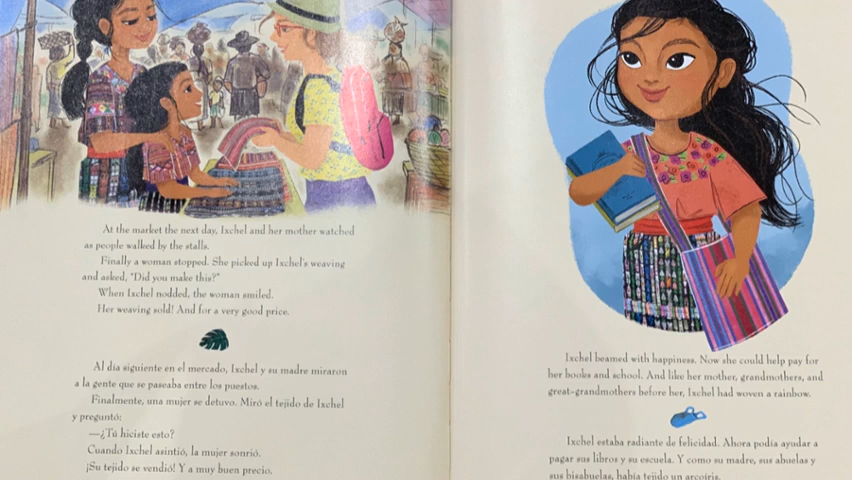 At the market the next day, Ixchel and her mother watched
as people walked by the stalls.
Finally a woman stopped. She picked up Ixchel's weaving
and asked, "Did you make this?"
When Ixchel nodded, the woman smiled.
Her weaving sold! And for a very good price.
Al día siguiente en el mercado, Ixchel y su madre miraron
a la gente que se paseaba entre los puestos.
Finalmente, una mujer se detuvo. Miró el tejido de Ixchel
y preguntó:
—¿Tú hiciste esto?
Cuando Ixchel asintió, la mujer sonrió.
¡Su tejido se vendió! Y a muy buen precio.
Ixchel beamed with happiness. Now she could help pay for
her books and school. And like her mother, grandmothers, and
great-grandmothers before her, Ixchel had woven a rainbow.
Ixchel estaba radiante de felicidad. Ahora podía ayudar a
pagar sus libros y su escuela. Y como su madre, sus abuelas y
sus bisabuelas, había tejido un arcoíris.